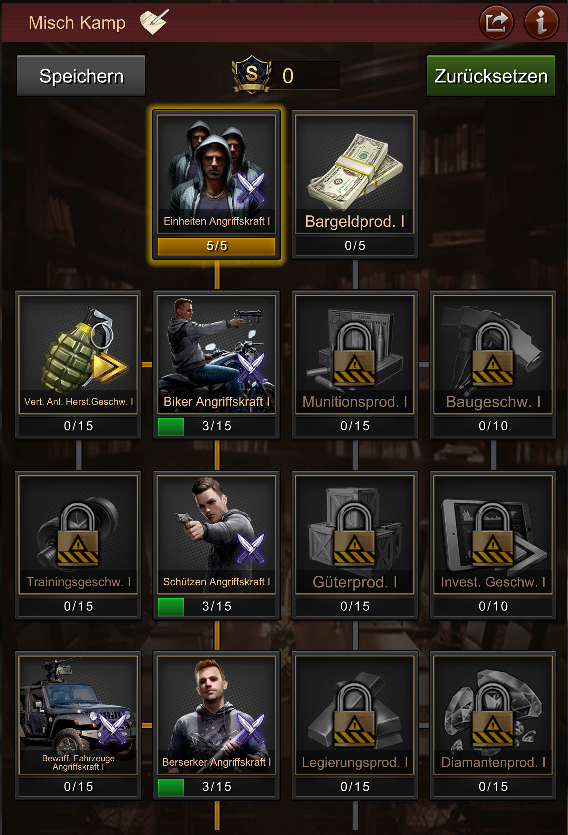 Misch Kamp
Speichern
S 0
Zurücksetzen
Einheiten Angriffskraft I
5/5
Bargeldprod. I
0/5
Vert. Anl. Herst.Geschw. I
0/15
Biker Angriffskraft I
3/15
Munitionsprod. I
0/15
Baugeschw. I
0/10
Trainingsgeschw. I
0/15
Schützen Angriffskraft I
3/15
Güterprod. I
0/15
Invest. Geschw. I
0/10
Bewaff. Fahrzeuge
Angriffskraft I
0/15
Berserker Angriffskraft I
3/15
Legierungsprod. I
0/15
Diamantenprod. I
0/15